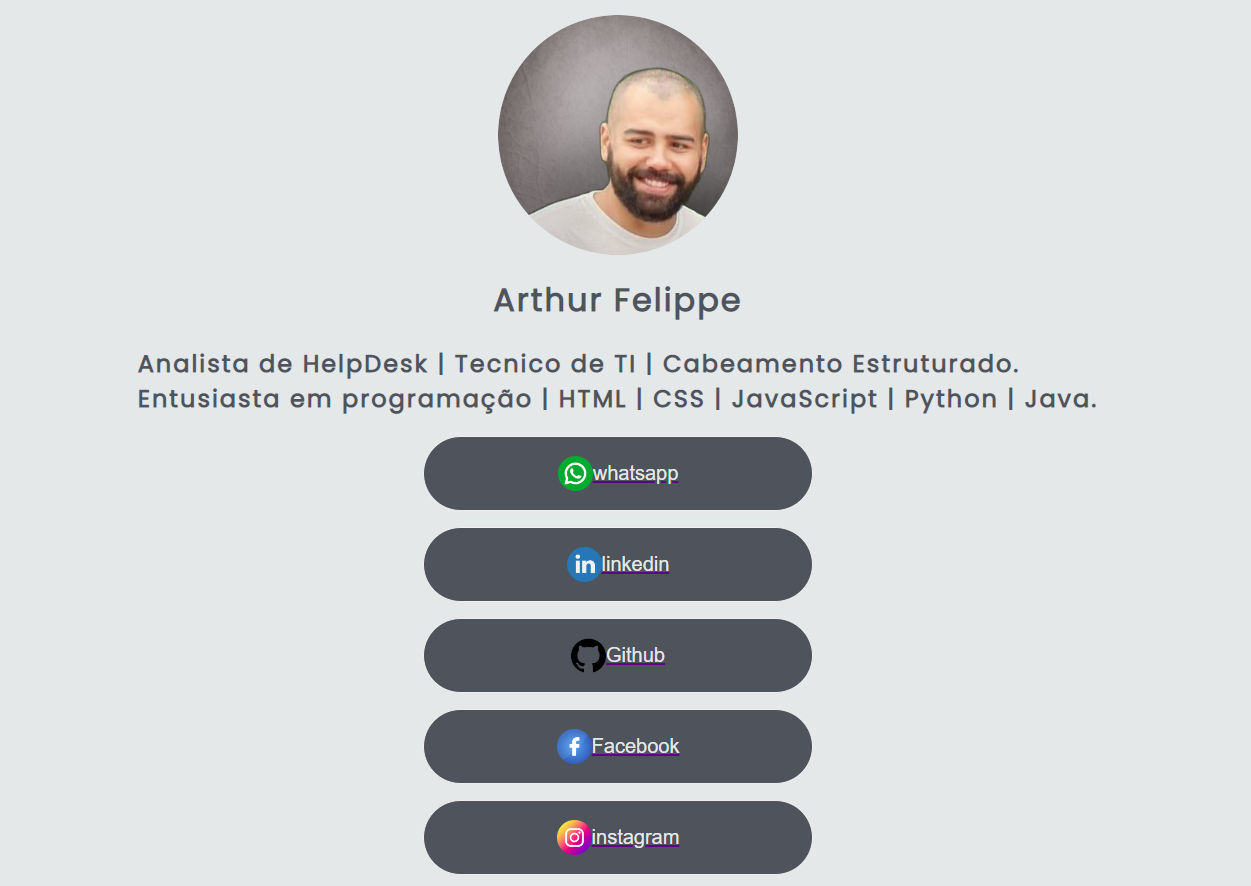 Arthur Felippe
Analista de HelpDesk | Tecnico de TI | Cabeamento Estruturado.
Entusiasta em programação | HTML | CSS | JavaScript | Python | Java.
whatsapp
linkedin
Github
Facebook
instagram